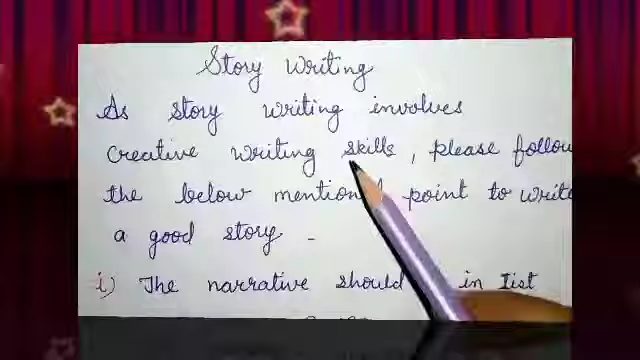 Story Writing
As story writing involves
creative writing skills, please follow
the below mention point to write
a good story -
i) The narrative should in Ist